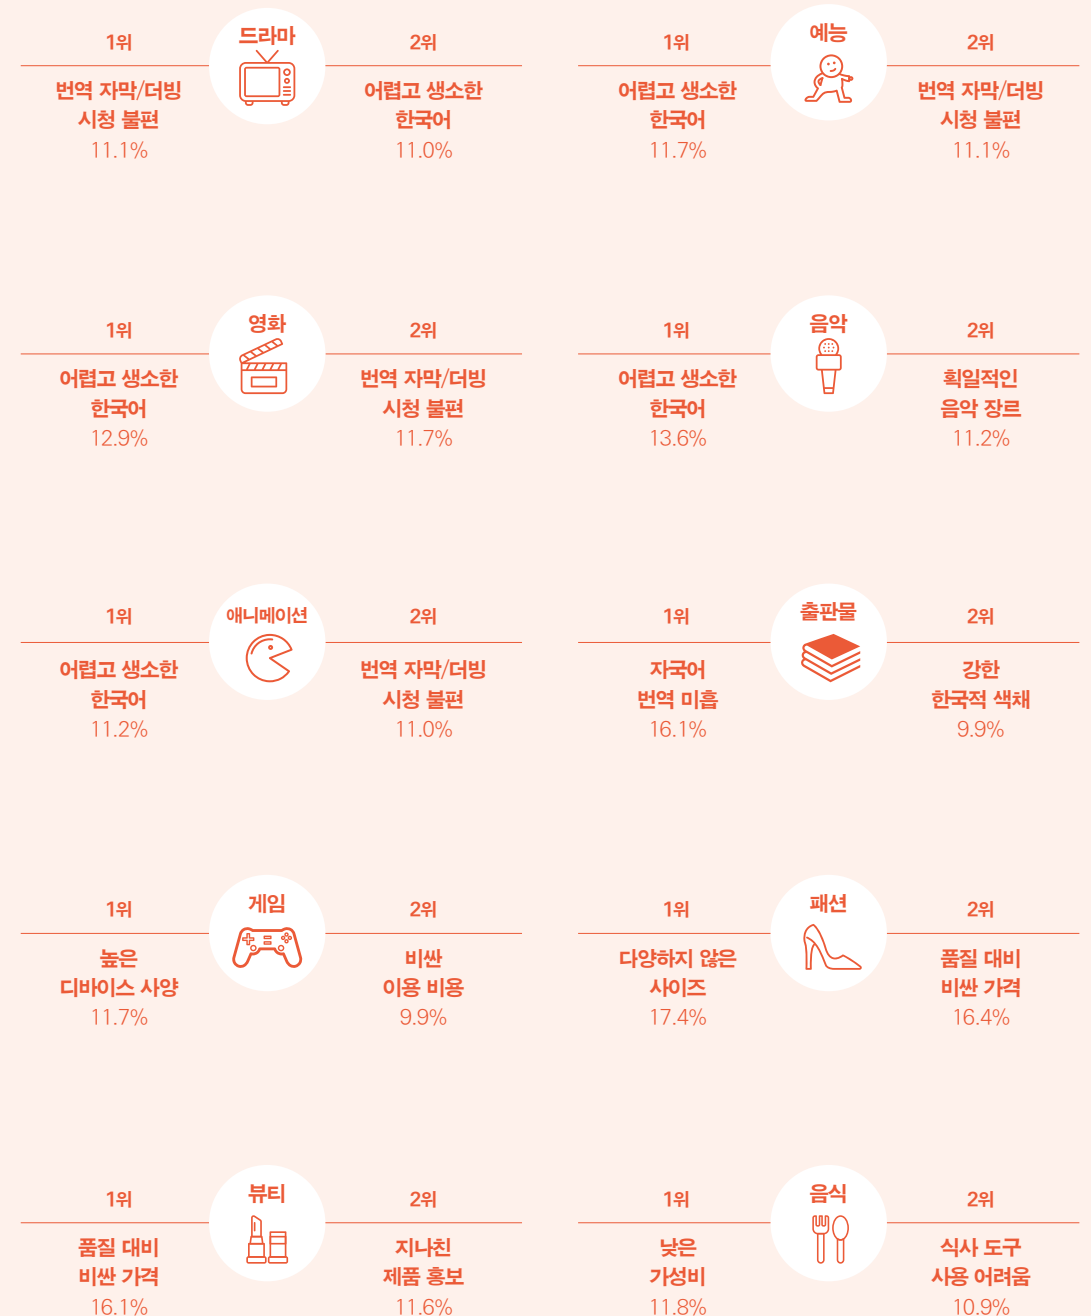 드라마
1위
번역 자막/더빙
시청 불편
11.1%
2위
어렵고 생소한
한국어
11.0%
예능
1위
어렵고 생소한
한국어
11.7%
2위
번역 자막/더빙
시청 불편
11.1%
영화
1위
어렵고 생소한
한국어
12.9%
2위
번역 자막/더빙
시청 불편
11.7%
음악
1위
어렵고 생소한
한국어
13.6%
2위
획일적인
음악 장르
11.2%
애니메이션
1위
어렵고 생소한
한국어
11.2%
2위
번역 자막/더빙
시청 불편
11.0%
출판물
1위
자국어
번역 미흡
16.1%
2위
강한
한국적 색채
9.9%
게임
1위
높은
디바이스 사양
11.7%
2위
비싼
이용 비용
9.9%
패션
1위
다양하지 않은
사이즈
17.4%
2위
품질 대비
비싼 가격
16.4%
뷰티
1위
품질 대비
비싼 가격
16.1%
2위
지나친
제품 홍보
11.6%
음식
1위
낮은
가성비
11.8%
2위
식사 도구
사용 어려움
10.9%